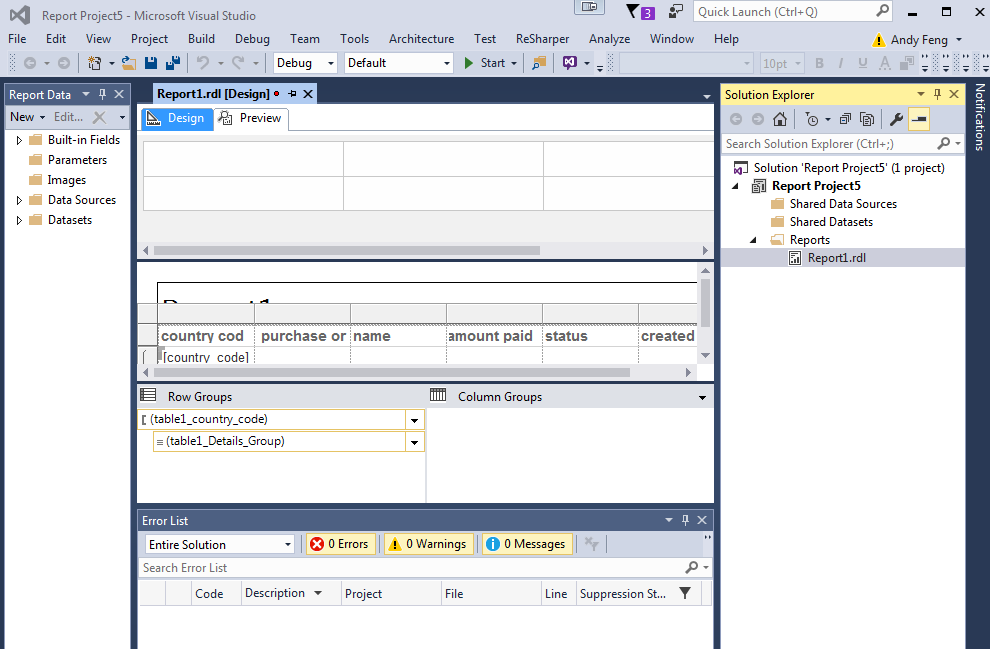 Report Project5 - Microsoft Visual Studio
3
Quick Launch (Ctrl+Q)
File Edit View Project Build Debug Team Tools Architecture Test ReSharper Analyze Window Help
Andy Feng
Debug Default Start 10pt B I U A
Report Data
New Edit...
Built-in Fields
Parameters
Images
Data Sources
Datasets
Report1.rdl [Design]
Design Preview
country cod purchase or name amount paid status created
[country_code]
Row Groups Column Groups
(table1_country_code)
(table1_Details_Group)
Error List
Entire Solution 0 Errors 0 Warnings 0 Messages
Search Error List
Code Description Project File Line Suppression St...
Solution Explorer
Search Solution Explorer (Ctrl+;)
Solution 'Report Project5' (1 project)
Report Project5
Shared Data Sources
Shared Datasets
Reports
Report1.rdl
Notifications